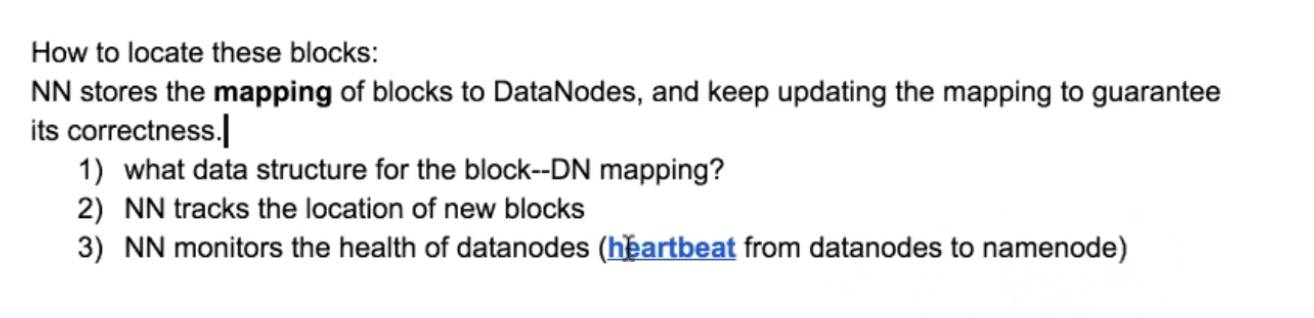 How to locate these blocks:
NN stores the mapping of blocks to DataNodes, and keep updating the mapping to guarantee
its correctness.
1) what data structure for the block--DN mapping?
2) NN tracks the location of new blocks
3) NN monitors the health of datanodes (heartbeat from datanodes to namenode)